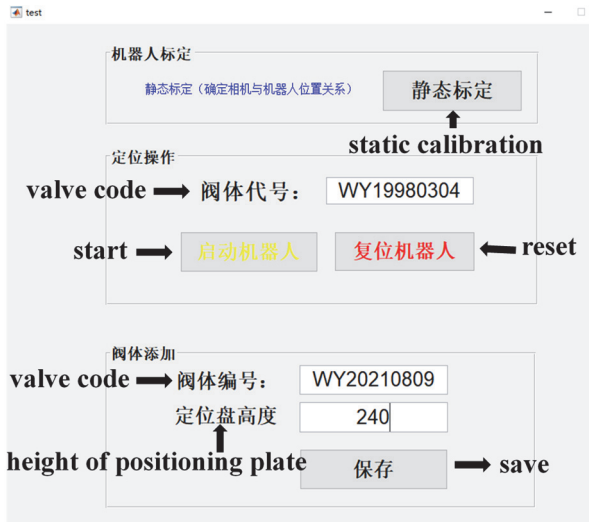 test
机器人标定
静态标定（确定相机与机器人位置关系）
静态标定
static calibration
定位操作
valve code
阀体代号：
WY19980304
start
启动机器人
复位机器人
reset
阀体添加
valve code
阀体编号：
WY20210809
定位盘高度
240
height of positioning plate
保存
save